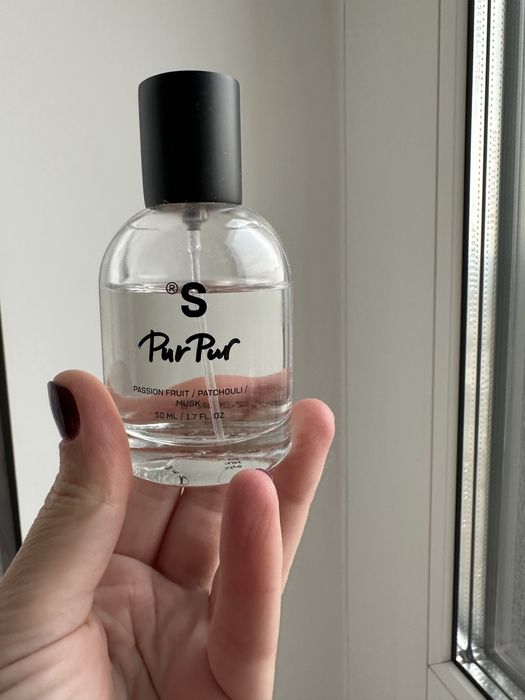 ® S
PurPur
PASSION FRUIT / PATCHOULI /
MUSK
50 ML / 1.7 FL. OZ